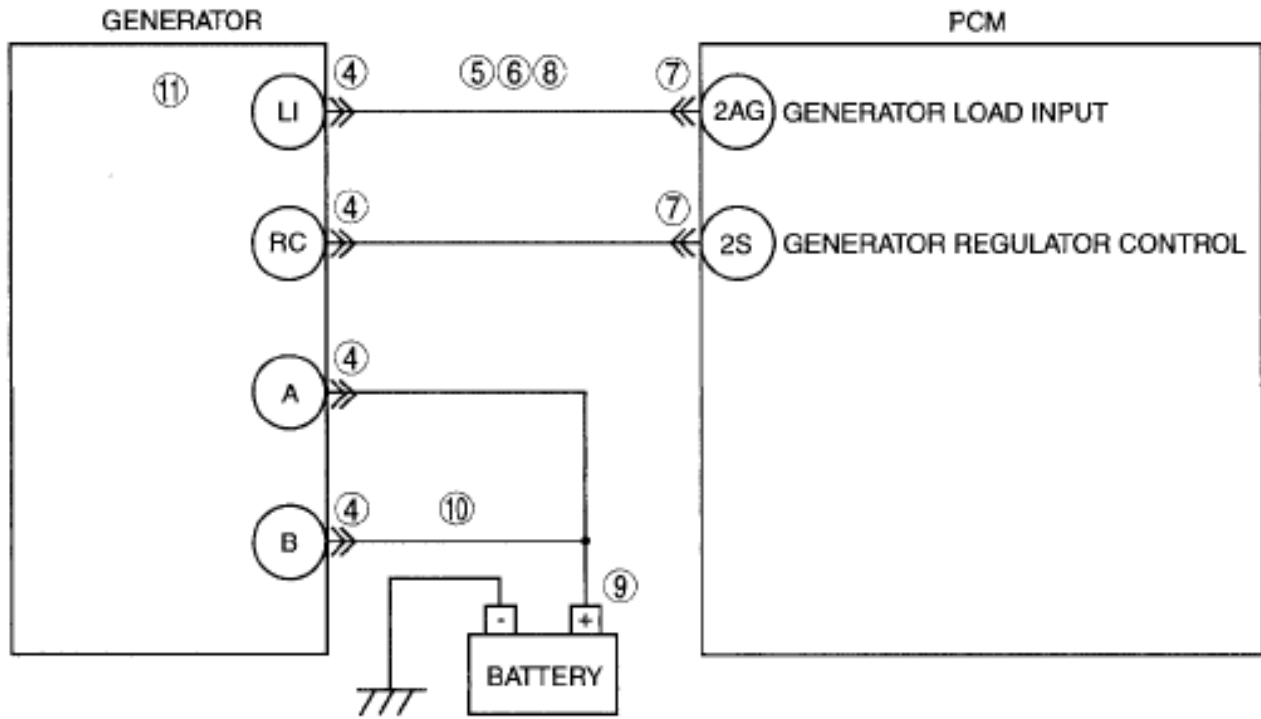 GENERATOR
PCM
⑪
LI
④
⑤⑥⑧
⑦
2AG
GENERATOR LOAD INPUT
RC
④
⑦
2S
GENERATOR REGULATOR CONTROL
A
④
B
④
⑩
⑨
- +
BATTERY